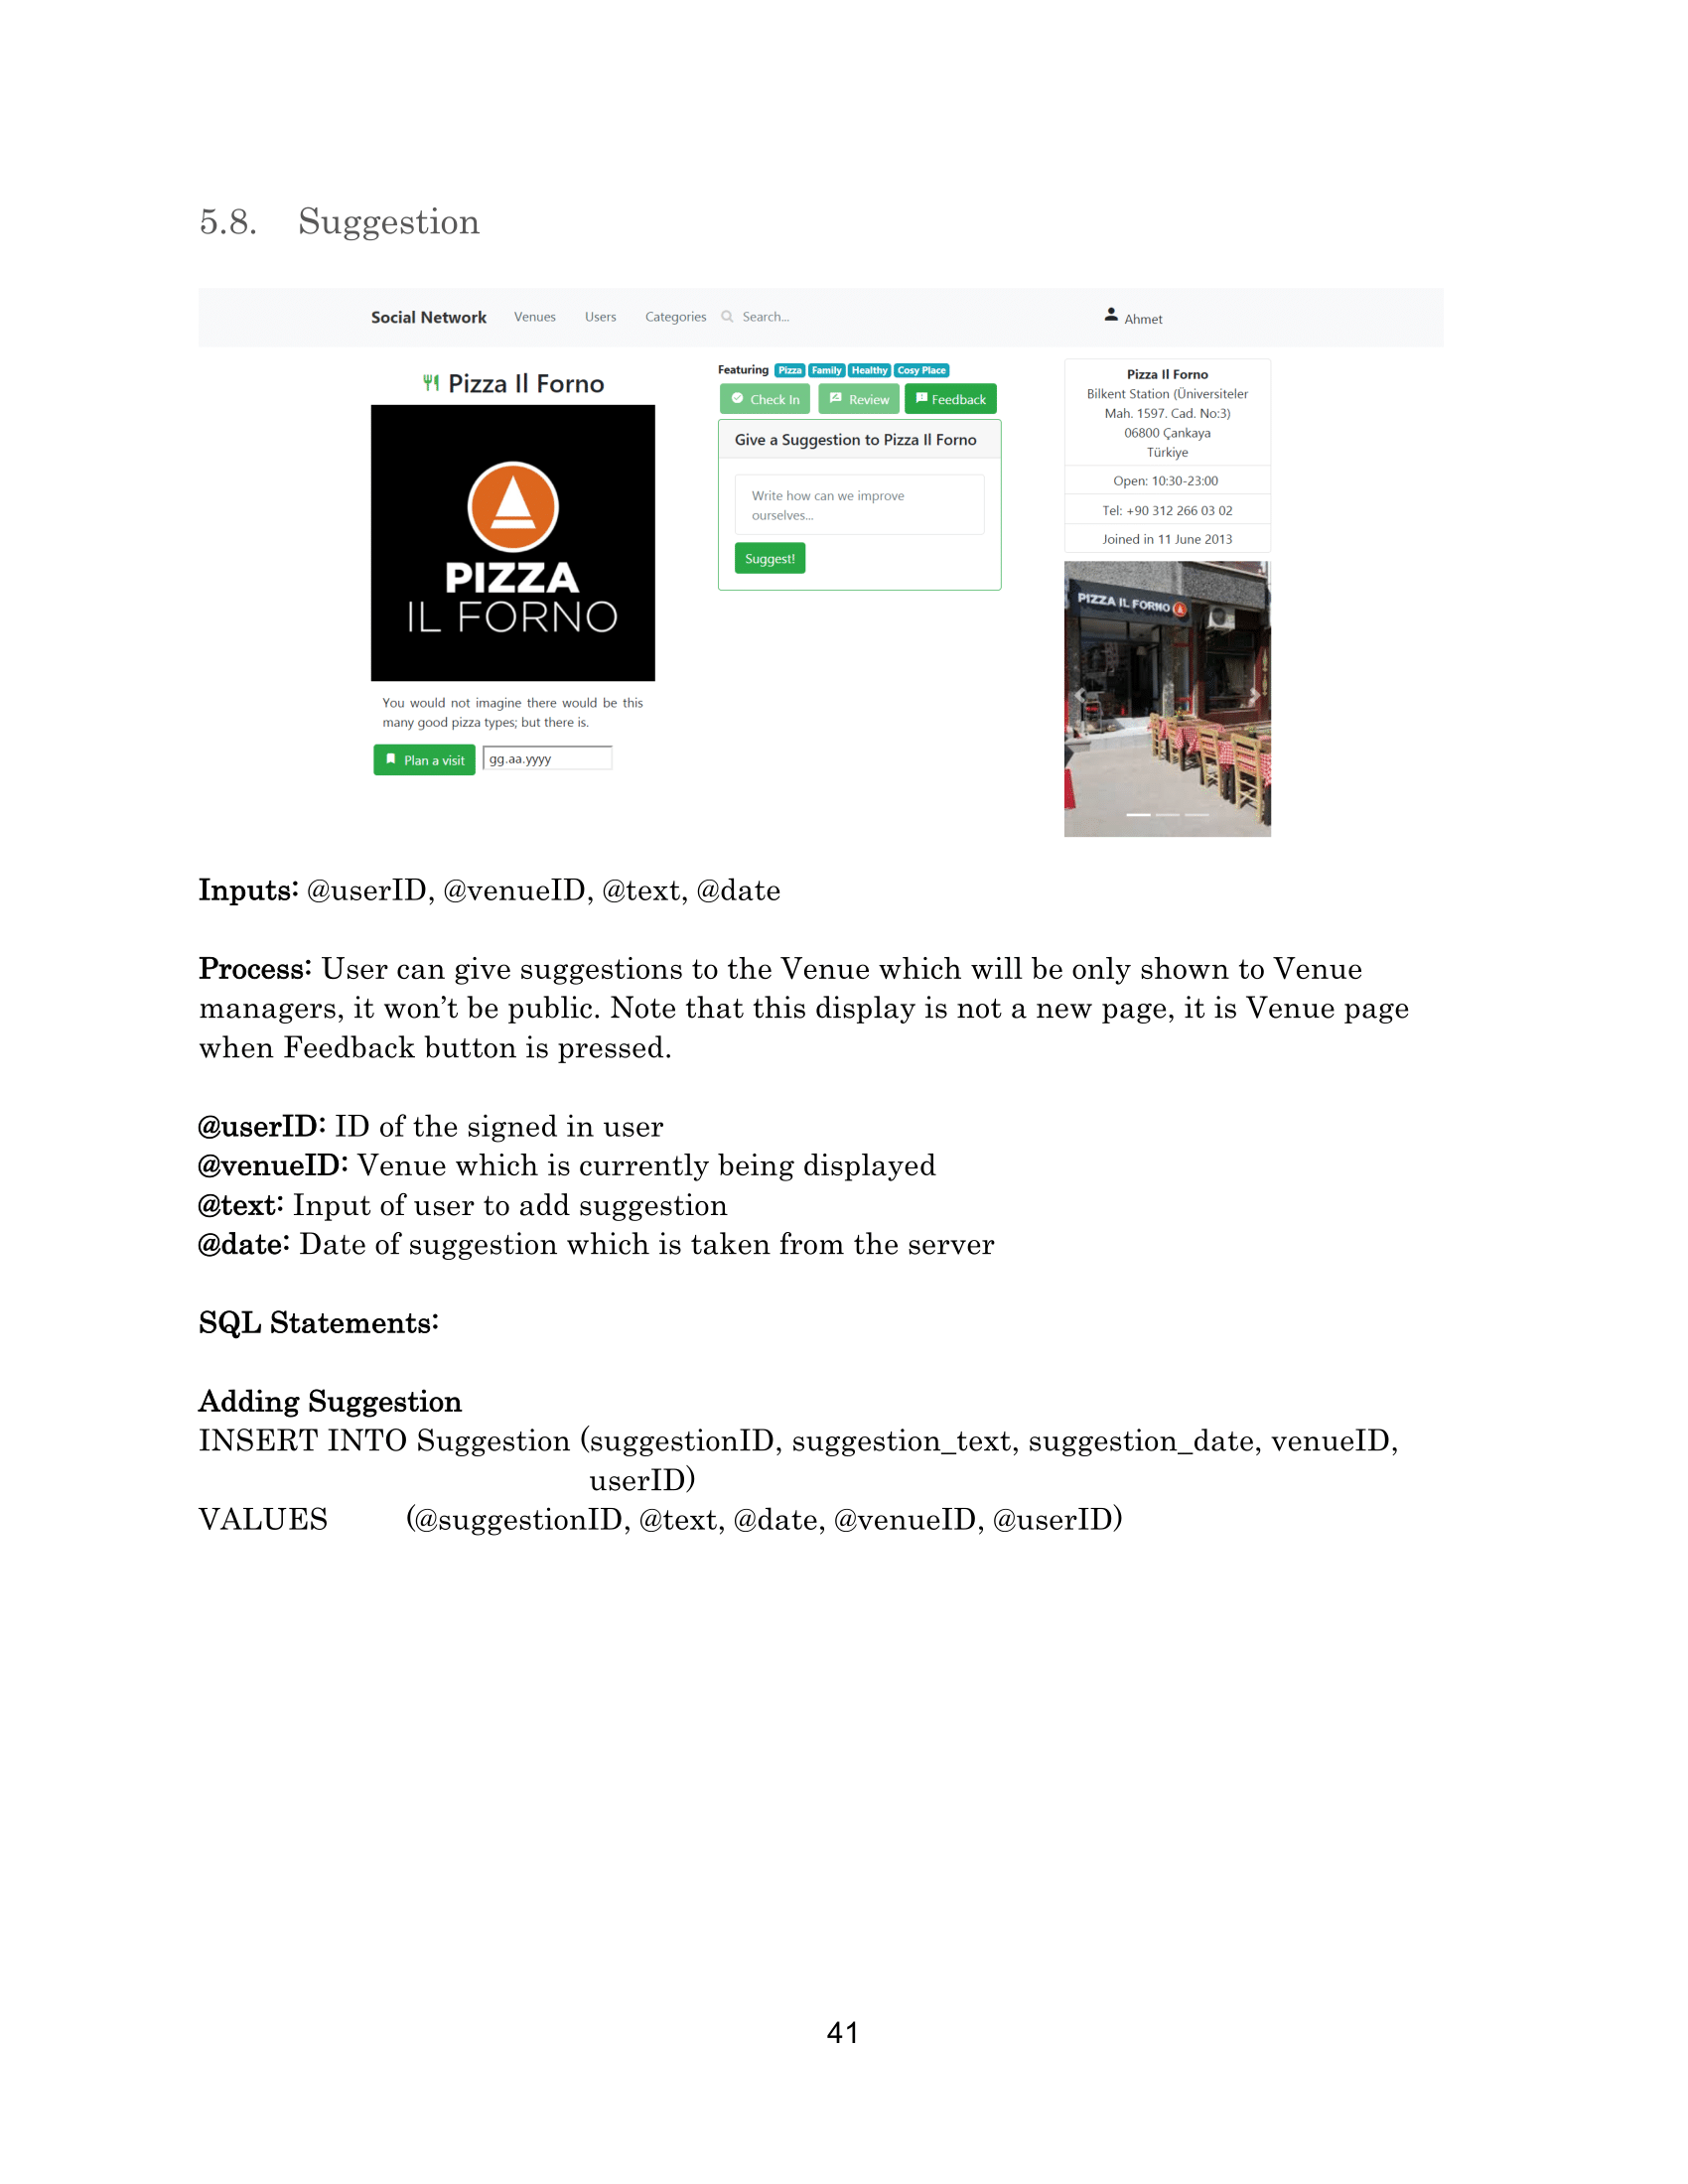 5.8. Suggestion
Social Network Venues Users Categories Search... Ahmet
Pizza Il Forno
PIZZA
IL FORNO
You would not imagine there would be this
many good pizza types; but there is.
Plan a visit gg.aa.yyyy
Featuring Pizza Family Healthy Cosy Place
Check In Review Feedback
Give a Suggestion to Pizza Il Forno
Write how can we improve
ourselves...
Suggest!
Pizza Il Forno
Bilkent Station (Üniversiteler
Mah. 1597. Cad. No:3)
06800 Çankaya
Türkiye
Open: 10:30-23:00
Tel: +90 312 266 03 02
Joined in 11 June 2013
PIZZA IL FORNO
Inputs: @userID, @venueID, @text, @date
Process: User can give suggestions to the Venue which will be only shown to Venue
managers, it won’t be public. Note that this display is not a new page, it is Venue page
when Feedback button is pressed.
@userID: ID of the signed in user
@venueID: Venue which is currently being displayed
@text: Input of user to add suggestion
@date: Date of suggestion which is taken from the server
SQL Statements:
Adding Suggestion
INSERT INTO Suggestion (suggestionID, suggestion_text, suggestion_date, venueID,
userID)
VALUES (@suggestionID, @text, @date, @venueID, @userID)
41